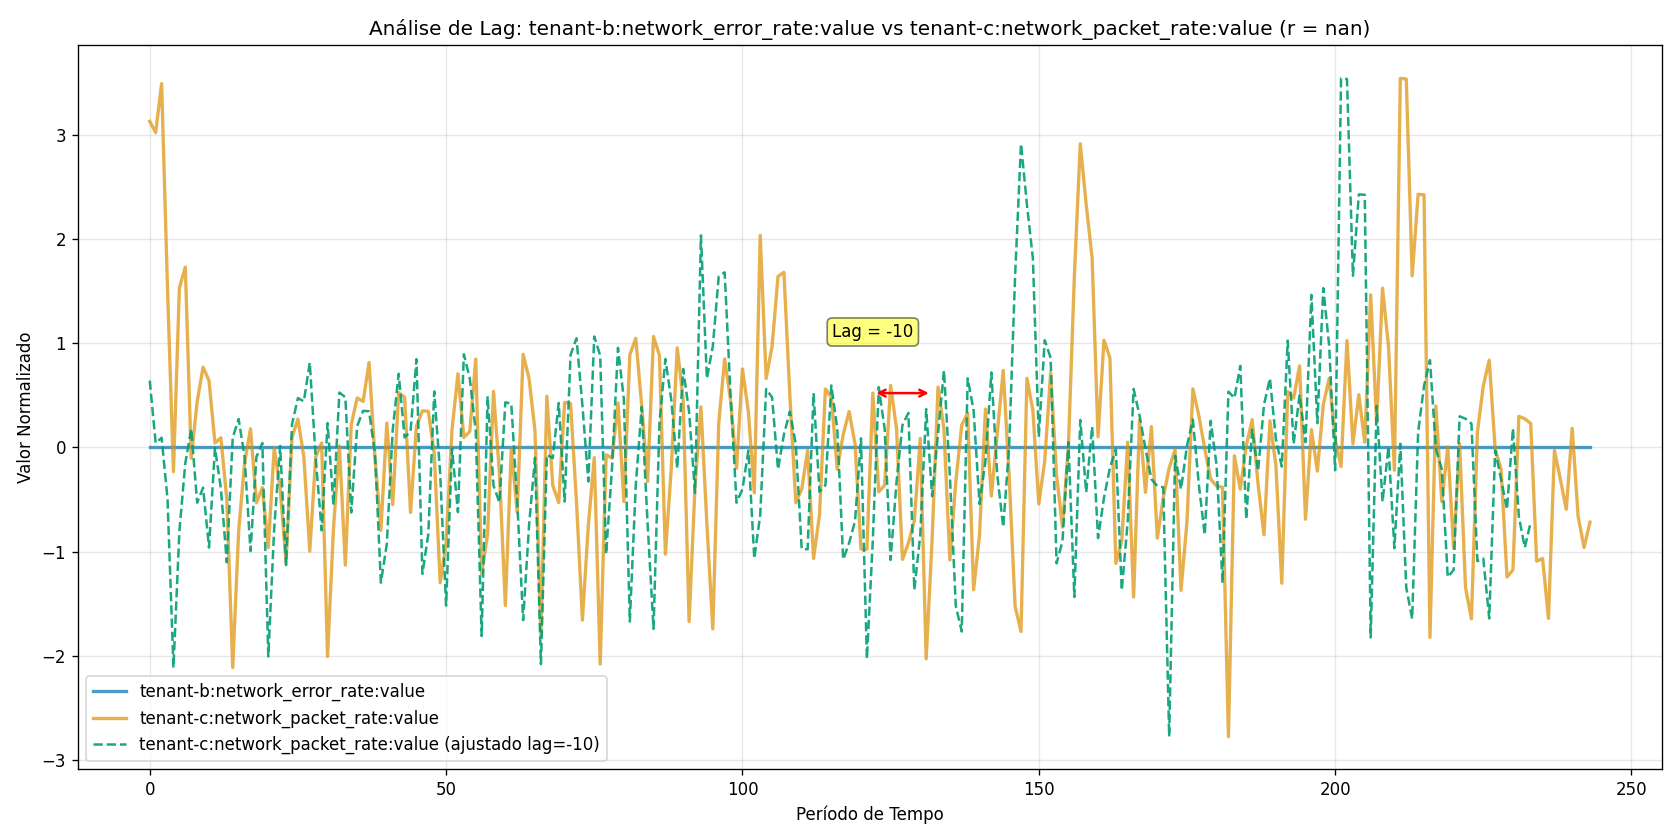 Análise de Lag: tenant-b:network_error_rate:value vs tenant-c:network_packet_rate:value (r = nan)
Valor Normalizado
3
2
1
0
−1
−2
−3
Lag = -10
tenant-b:network_error_rate:value
tenant-c:network_packet_rate:value
tenant-c:network_packet_rate:value (ajustado lag=-10)
0 50 100 150 200 250
Período de Tempo